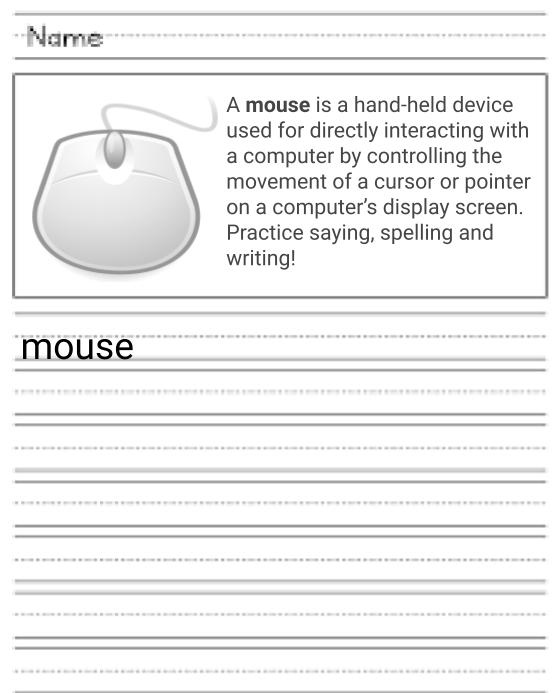 Name
A mouse is a hand-held device
used for directly interacting with
a computer by controlling the
movement of a cursor or pointer
on a computer’s display screen.
Practice saying, spelling and
writing!
mouse